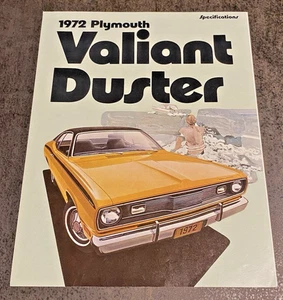 Specifications
1972 Plymouth
Valiant
Duster
1972